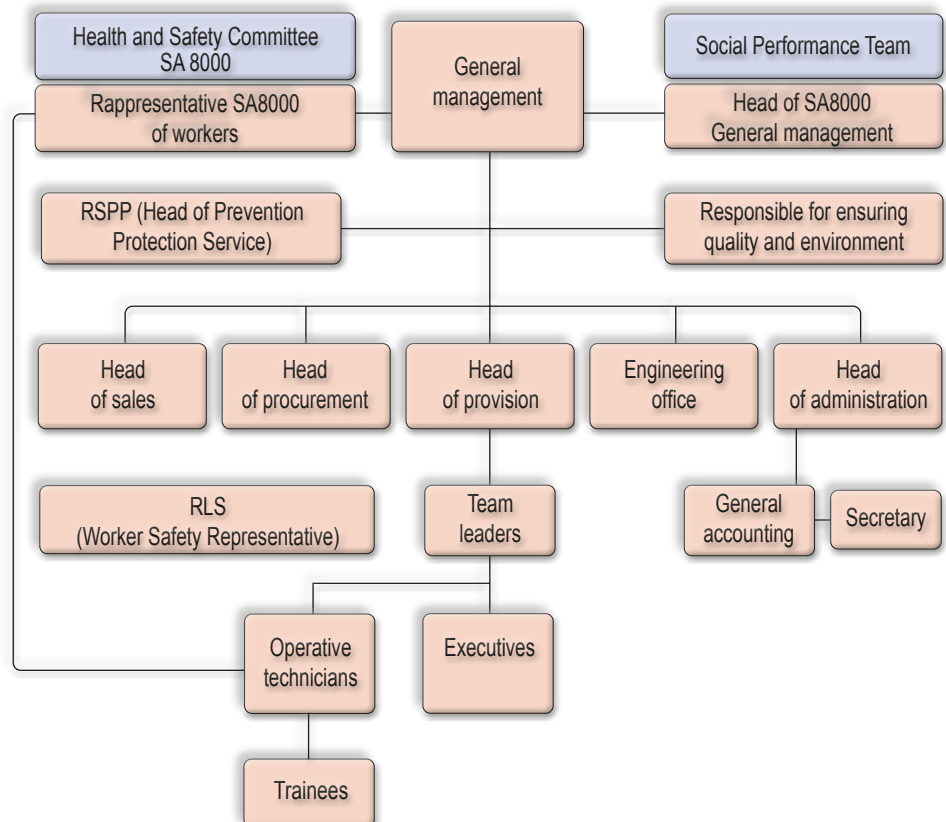 Health and Safety Committee
SA 8000
General
management
Social Performance Team
Rappresentative SA8000
of workers
Head of SA8000
General management
RSPP (Head of Prevention
Protection Service)
Responsible for ensuring
quality and environment
Head
of sales
Head
of procurement
Head
of provision
Engineering
office
Head
of administration
RLS
(Worker Safety Representative)
Team
leaders
General
accounting
Secretary
Operative
technicians
Executives
Trainees